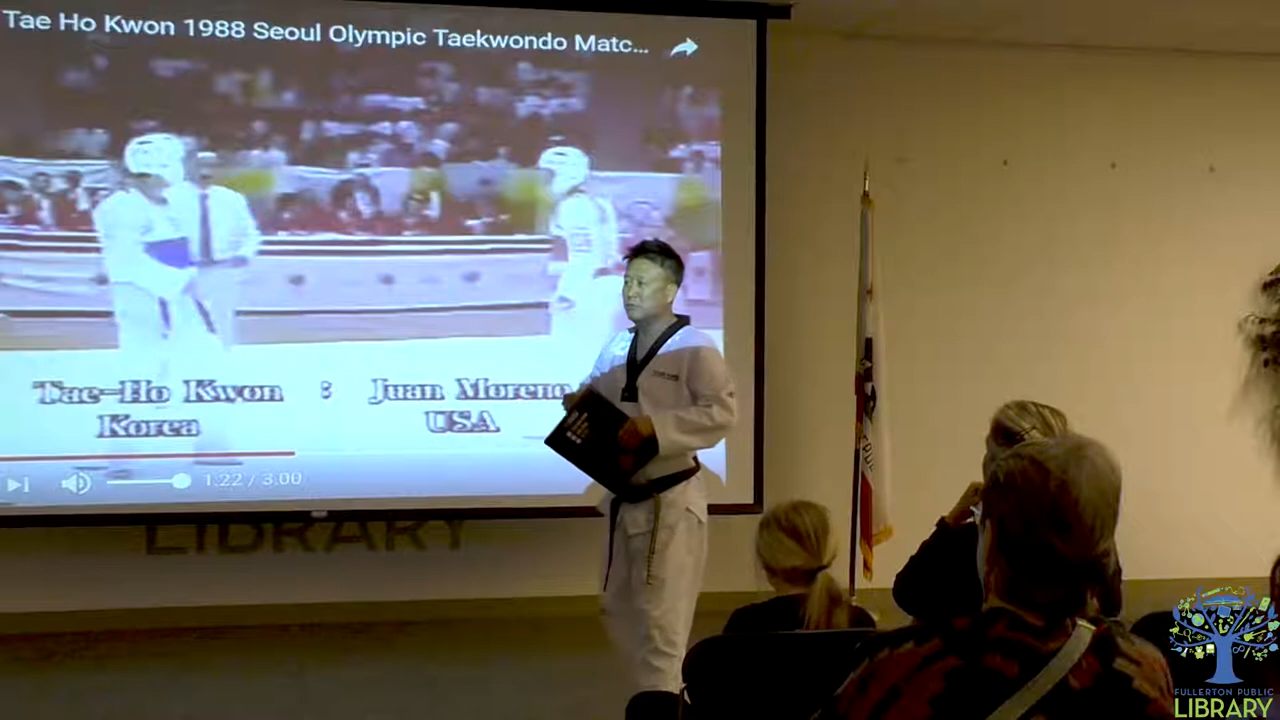 Tae Ho Kwon 1988 Seoul Olympic Taekwondo Matc...
Tae-Ho Kwon : Juan Moreno
Korea USA
1:22 / 3:00
LIBRARY
FULLERTON PUBLIC
LIBRARY